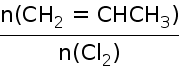 n(CH₂ = CHCH₃)
n(Cl₂)